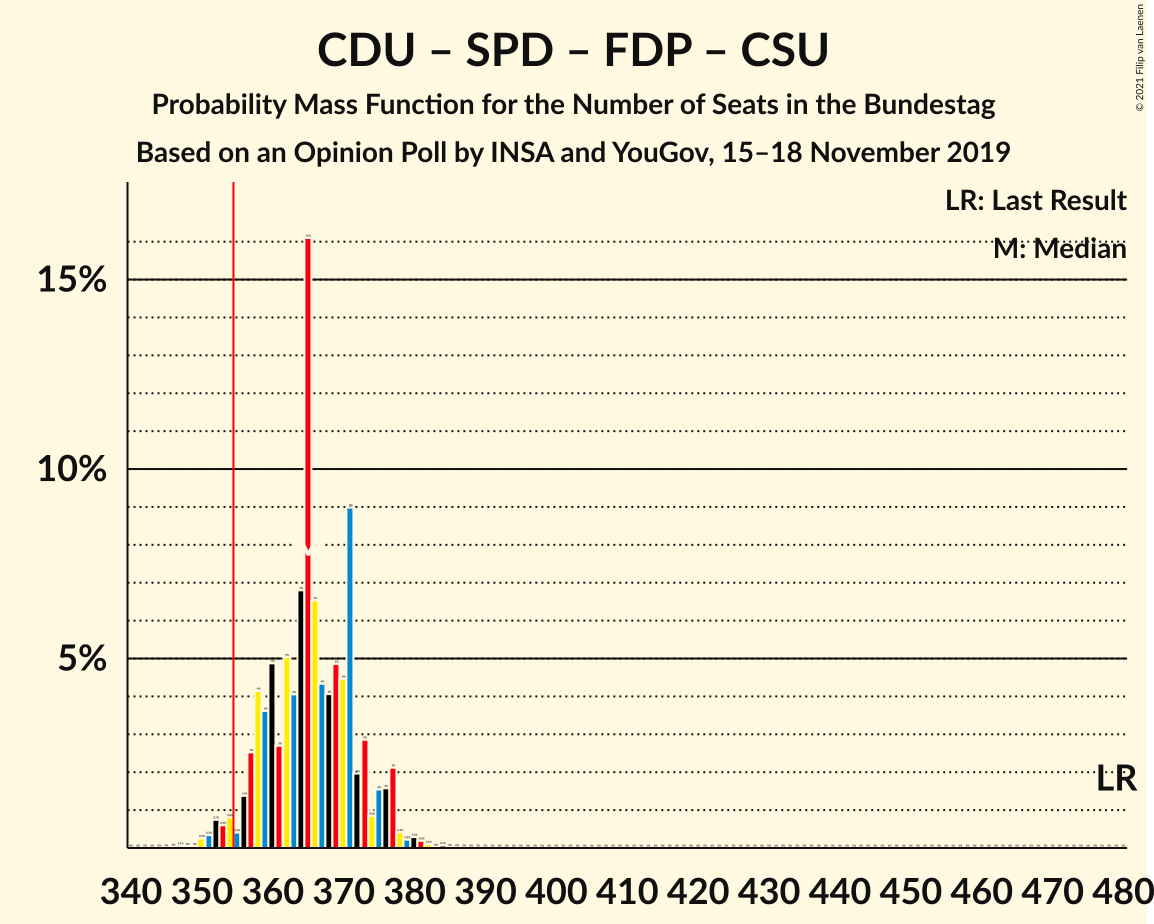 CDU – SPD – FDP – CSU
Probability Mass Function for the Number of Seats in the Bundestag
Based on an Opinion Poll by INSA and YouGov, 15–18 November 2019
© 2021 Filip van Laenen
LR: Last Result
M: Median
15%
10%
5%
LR
340 350 360 370 380 390 400 410 420 430 440 450 460 470 480